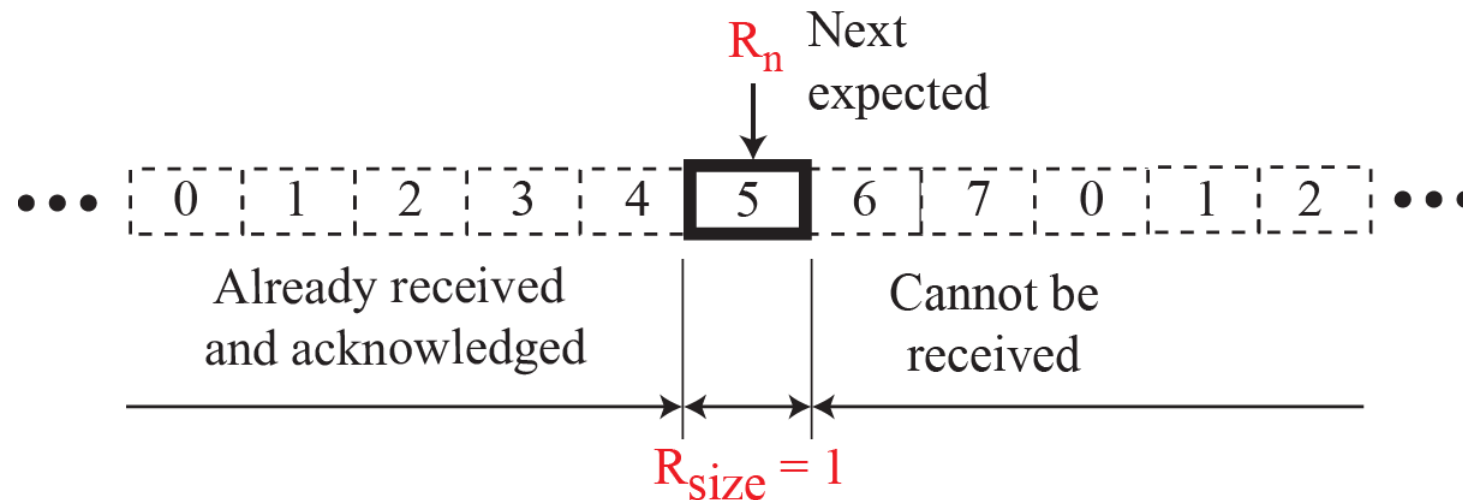 Rn Next
expected
••• 0 1 2 3 4 5 6 7 0 1 2 •••
Already received
and acknowledged
Cannot be
received
Rsize = 1